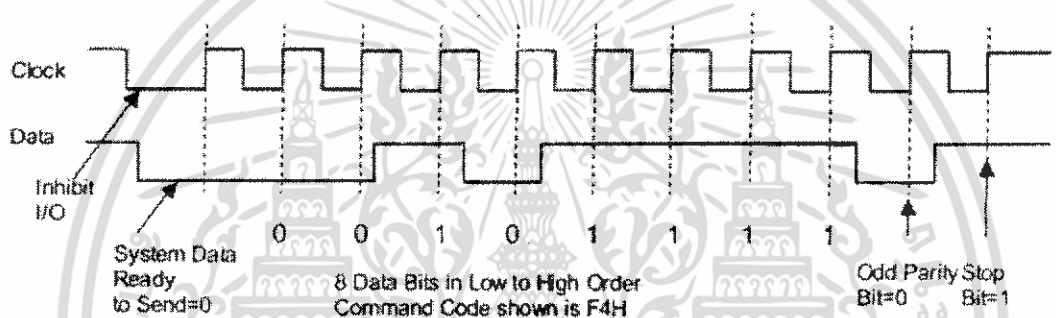 Clock
Data
Inhibit
I/O
0 0 1 0 1 1 1 1
System Data
Ready
to Send=0
8 Data Bits in Low to High Order
Command Code shown is F4H
Odd Parity Stop
Bit=0 Bit=1